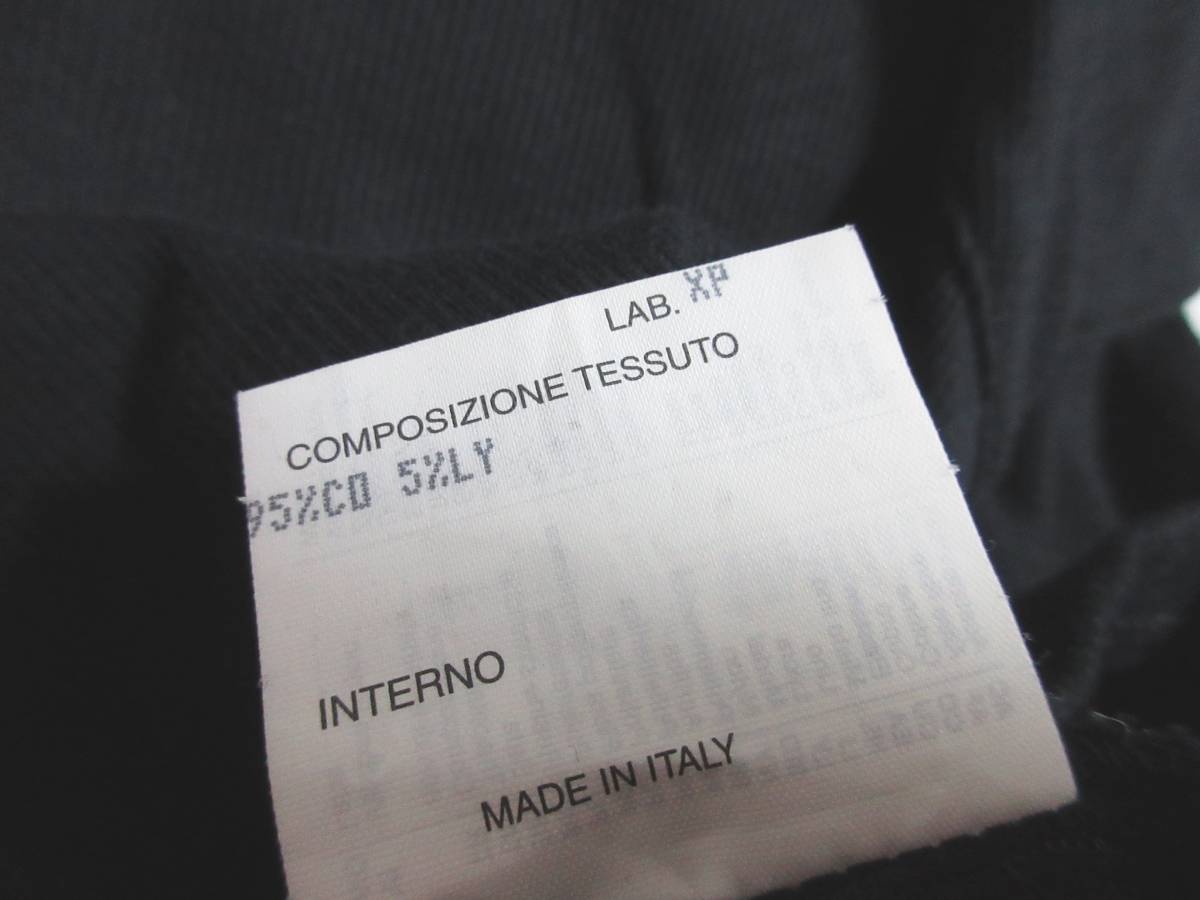 LAB. XP
COMPOSIZIONE TESSUTO
95%CO 5%LY
INTERNO
MADE IN ITALY